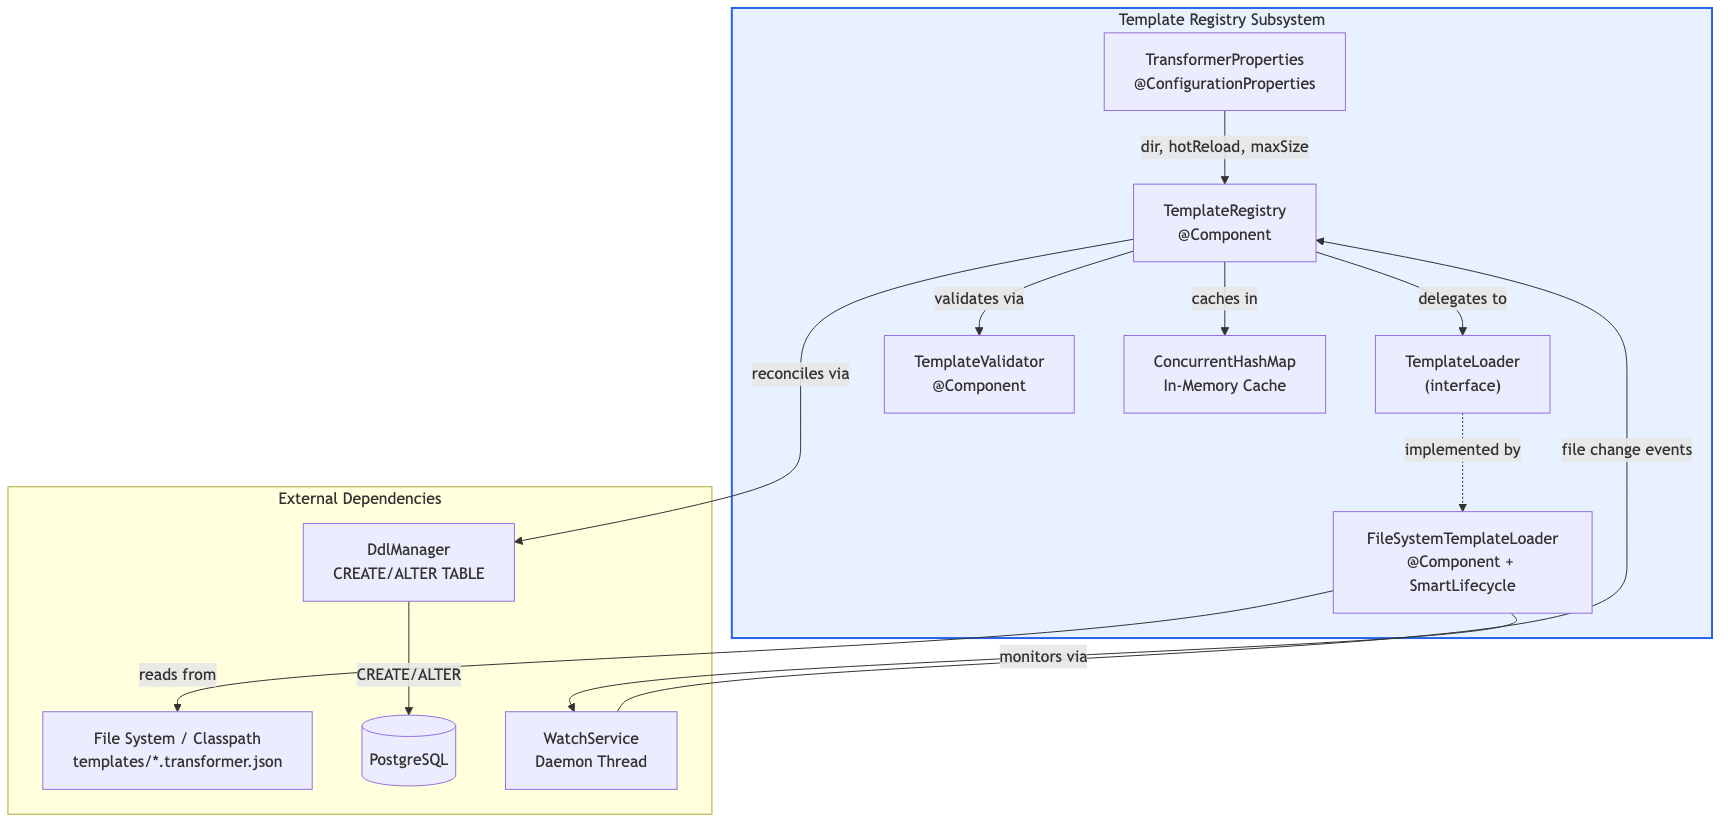 Template Registry Subsystem
TransformerProperties
@ConfigurationProperties
dir, hotReload, maxSize
TemplateRegistry
@Component
validates via
caches in
delegates to
reconciles via
TemplateValidator
@Component
ConcurrentHashMap
In-Memory Cache
TemplateLoader
(interface)
implemented by
file change events
FileSystemTemplateLoader
@Component +
SmartLifecycle
External Dependencies
DdlManager
CREATE/ALTER TABLE
reads from
CREATE/ALTER
monitors via
File System / Classpath
templates/*.transformer.json
PostgreSQL
WatchService
Daemon Thread